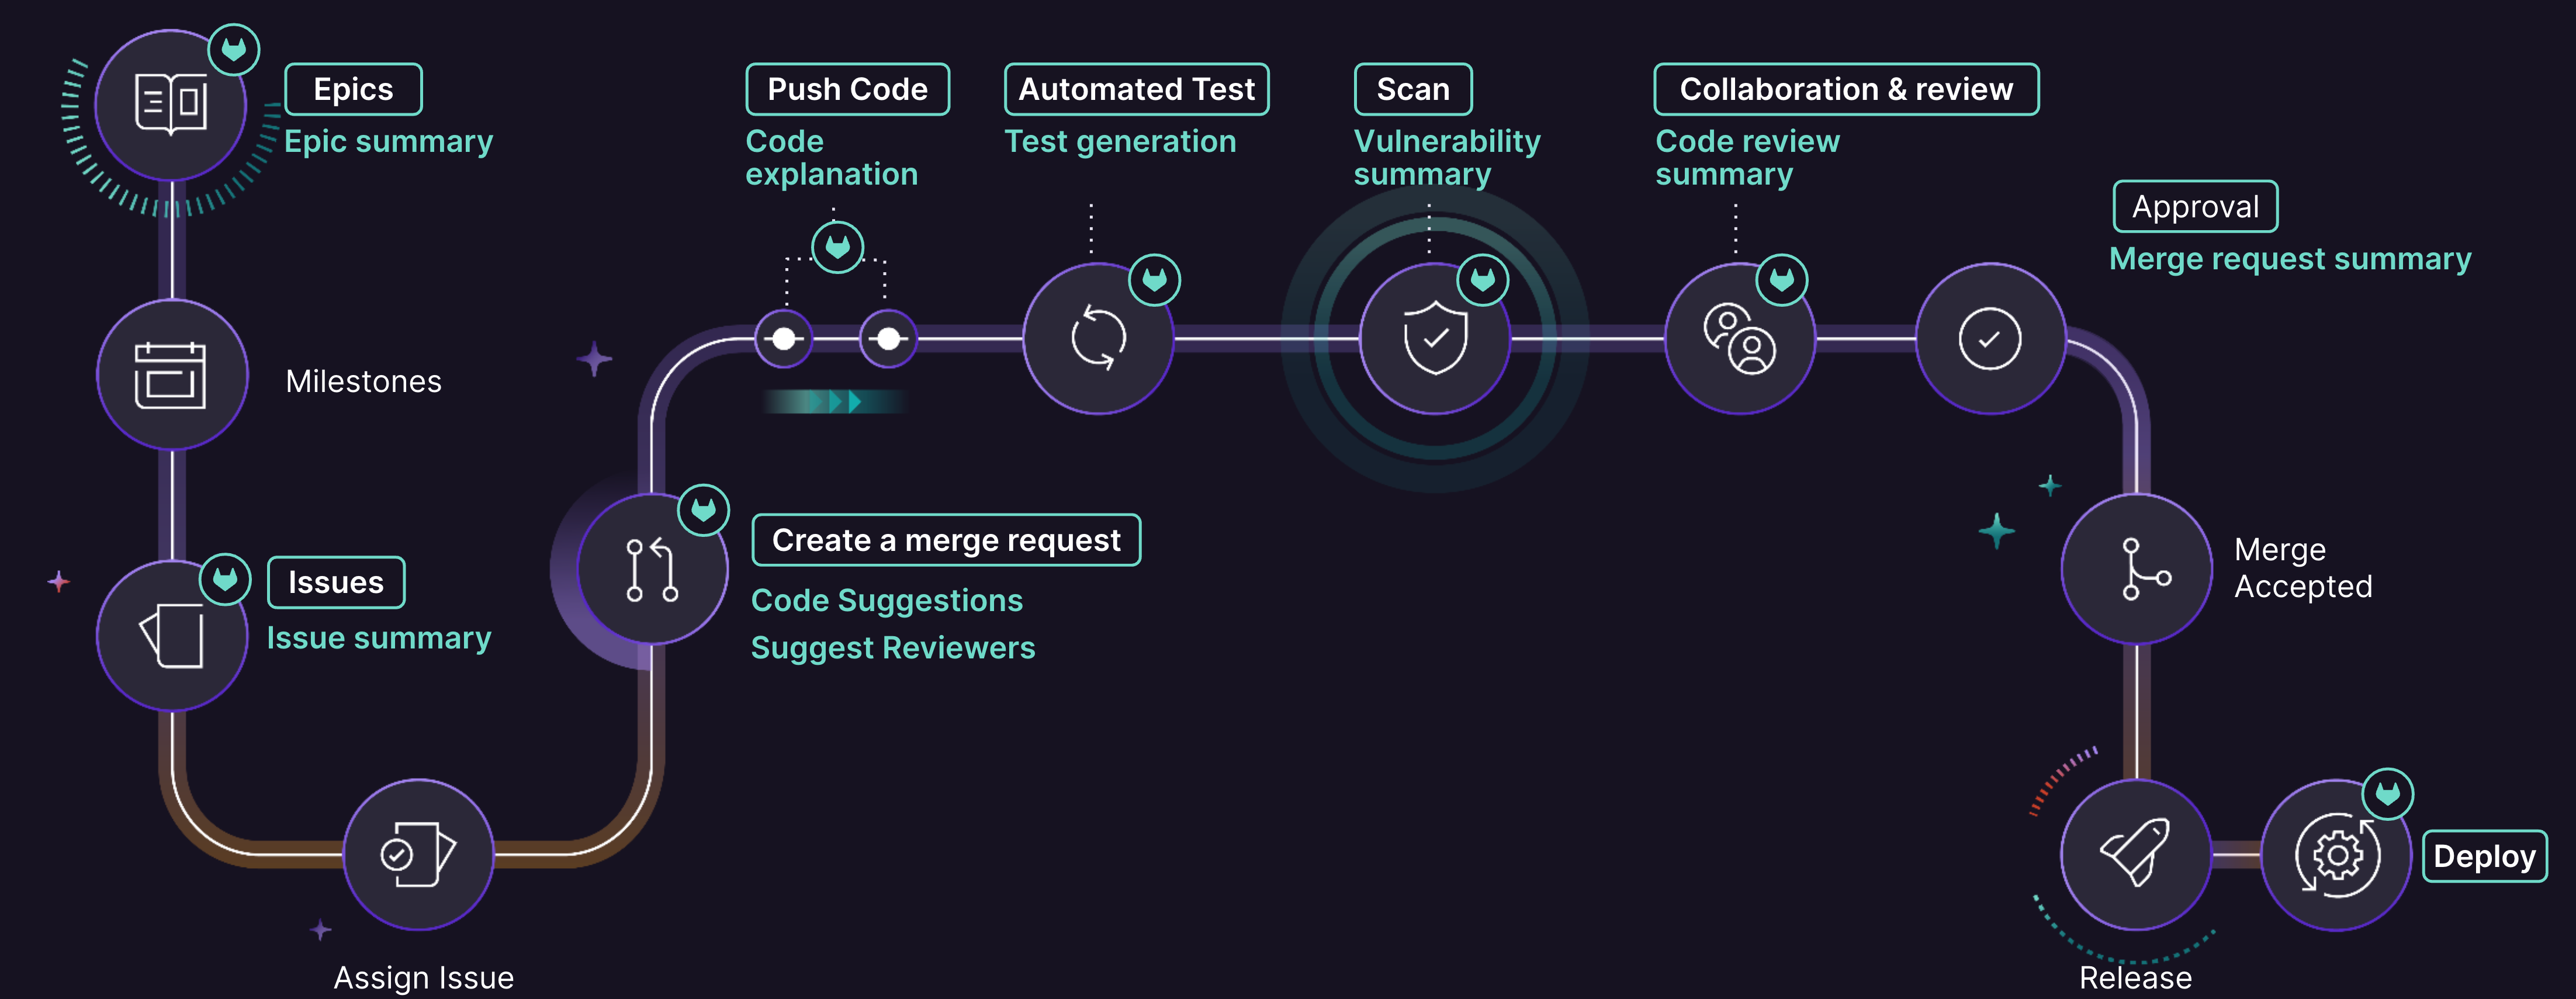 Epics
Epic summary
Milestones
Issues
Issue summary
Assign Issue
Create a merge request
Code Suggestions
Suggest Reviewers
Push Code
Code
explanation
Automated Test
Test generation
Scan
Vulnerability
summary
Collaboration & review
Code review
summary
Approval
Merge request summary
Merge
Accepted
Release
Deploy